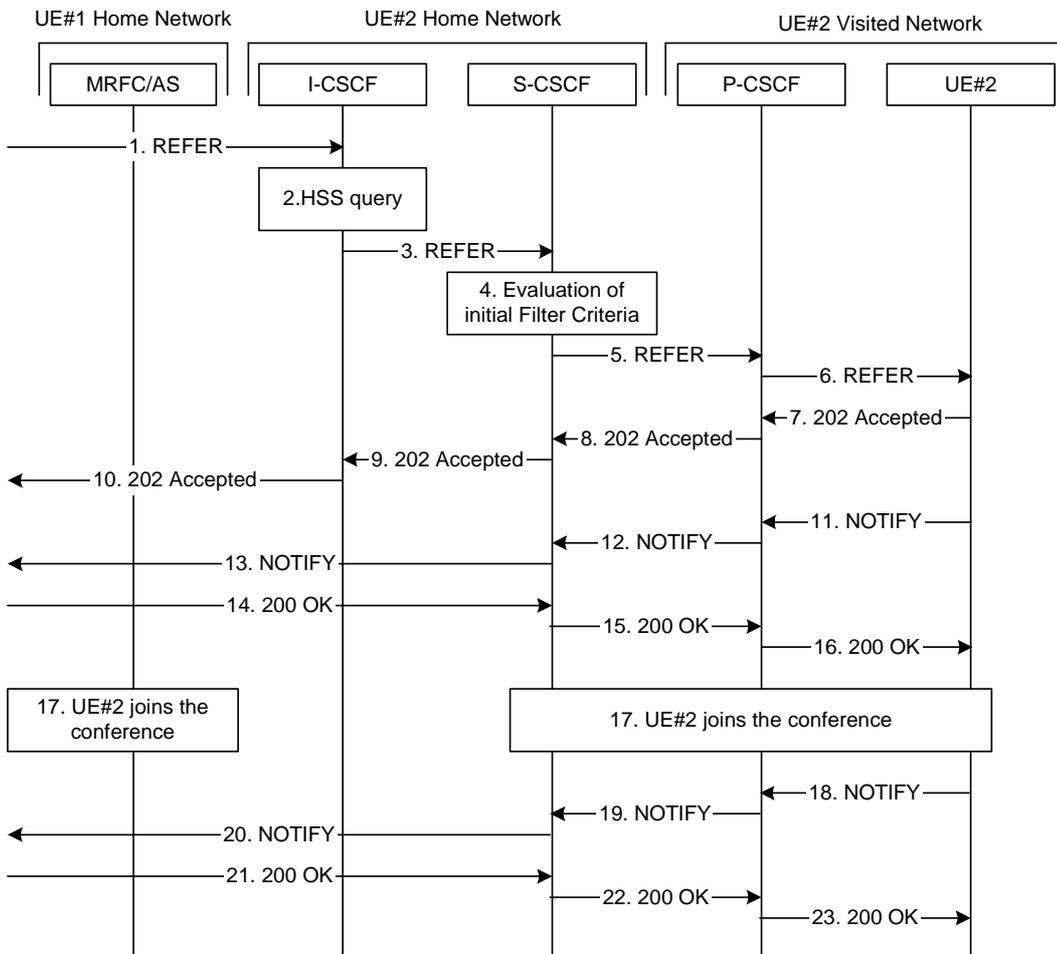 UE#1 Home Network
UE#2 Home Network
UE#2 Visited Network
MRFC/AS
I-CSCF
S-CSCF
P-CSCF
UE#2
1. REFER
2.HSS query
3. REFER
4. Evaluation of
initial Filter Criteria
5. REFER
6. REFER
7. 202 Accepted
8. 202 Accepted
9. 202 Accepted
10. 202 Accepted
11. NOTIFY
12. NOTIFY
13. NOTIFY
14. 200 OK
15. 200 OK
16. 200 OK
17. UE#2 joins the
conference
17. UE#2 joins the conference
18. NOTIFY
19. NOTIFY
20. NOTIFY
21. 200 OK
22. 200 OK
23. 200 OK